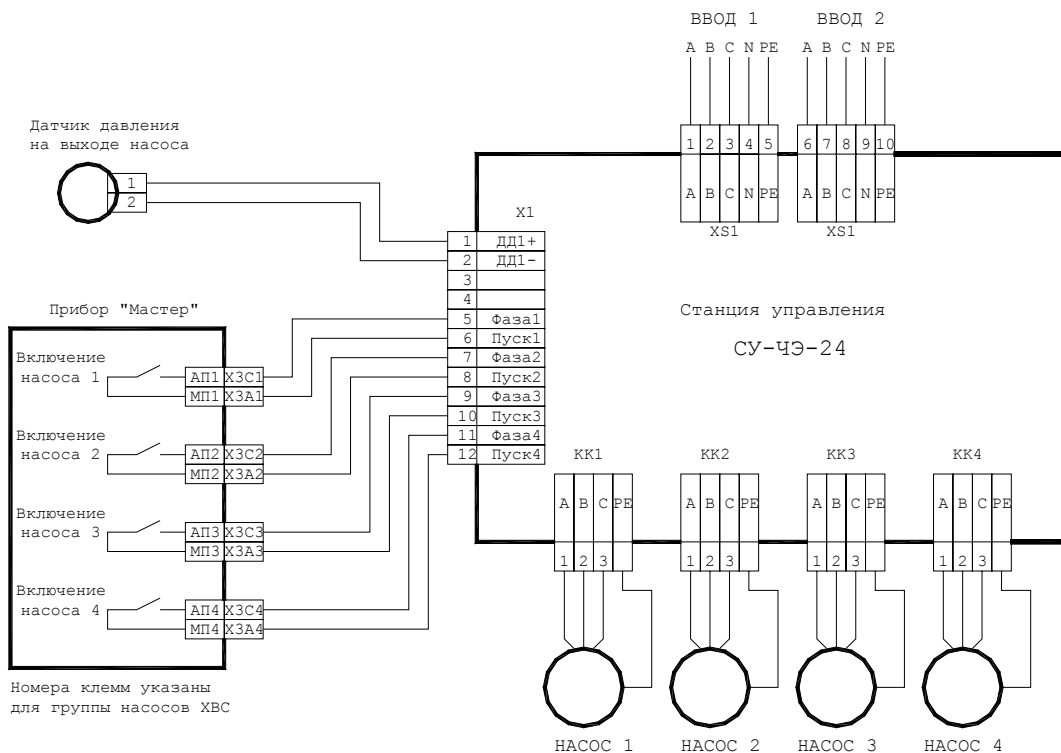 ВВОД 1 ВВОД 2
A B C N PE A B C N PE
Датчик давления
на выходе насоса
1
2
1 2 3 4 5 6 7 8 9 10
A B C N PE A B C N PE
XS1 XS1
X1
1 ДД1+
2 ДД1-
3
4
5 Фаза1
6 Пуск1
7 Фаза2
8 Пуск2
9 Фаза3
10 Пуск3
11 Фаза4
12 Пуск4
Станция управления
СУ-ЧЭ-24
Прибор "Мастер"
Включение
насоса 1
АП1 X3C1
МП1 X3A1
Включение
насоса 2
АП2 X3C2
МП2 X3A2
Включение
насоса 3
АП3 X3C3
МП3 X3A3
Включение
насоса 4
АП4 X3C4
МП4 X3A4
Номера клемм указаны
для группы насосов ХВС
КК1 КК2 КК3 КК4
A B C PE A B C PE A B C PE A B C PE
1 2 3 1 2 3 1 2 3 1 2 3
НАСОС 1 НАСОС 2 НАСОС 3 НАСОС 4